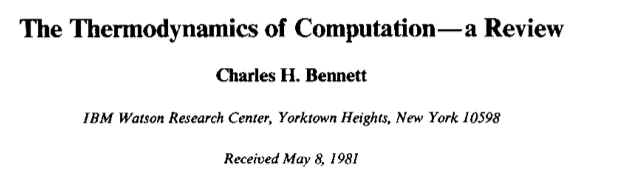 The Thermodynamics of Computation—a Review
Charles H. Bennett
IBM Watson Research Center, Yorktown Heights, New York 10598
Received May 8, 1981